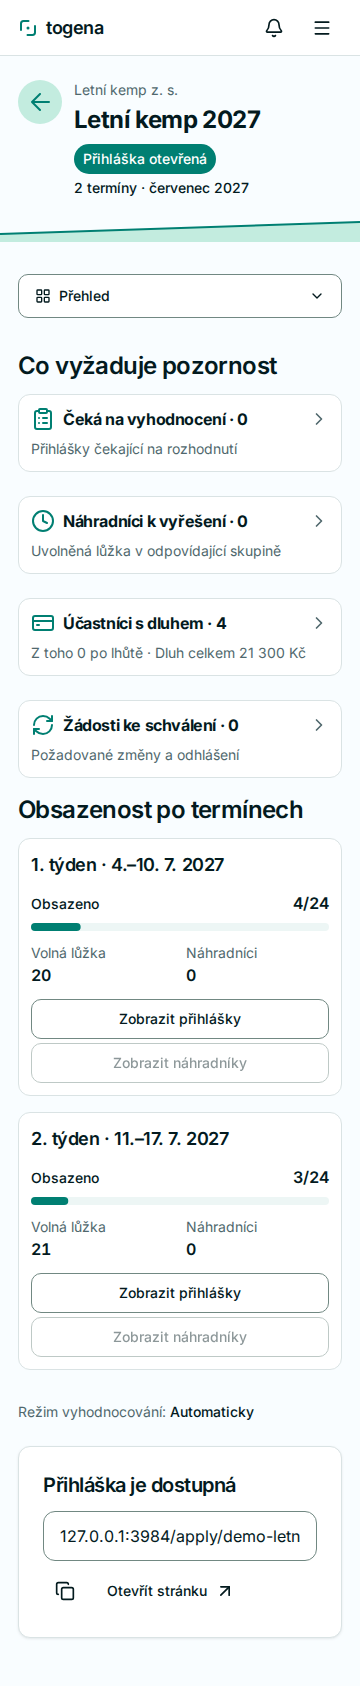 togena
Letní kemp z. s.
Letní kemp 2027
Přihláška otevřená
2 termíny · červenec 2027
Přehled
Co vyžaduje pozornost
Čeká na vyhodnocení · 0
Přihlášky čekající na rozhodnutí
Náhradníci k vyřešení · 0
Uvolněná lůžka v odpovídající skupině
Účastníci s dluhem · 4
Z toho 0 po lhůtě · Dluh celkem 21 300 Kč
Žádosti ke schválení · 0
Požadované změny a odhlášení
Obsazenost po termínech
1. týden · 4.–10. 7. 2027
Obsazeno 4/24
Volná lůžka Náhradníci
20 0
Zobrazit přihlášky
Zobrazit náhradníky
2. týden · 11.–17. 7. 2027
Obsazeno 3/24
Volná lůžka Náhradníci
21 0
Zobrazit přihlášky
Zobrazit náhradníky
Režim vyhodnocování: Automaticky
Přihláška je dostupná
127.0.0.1:3984/apply/demo-letn
Otevřít stránku